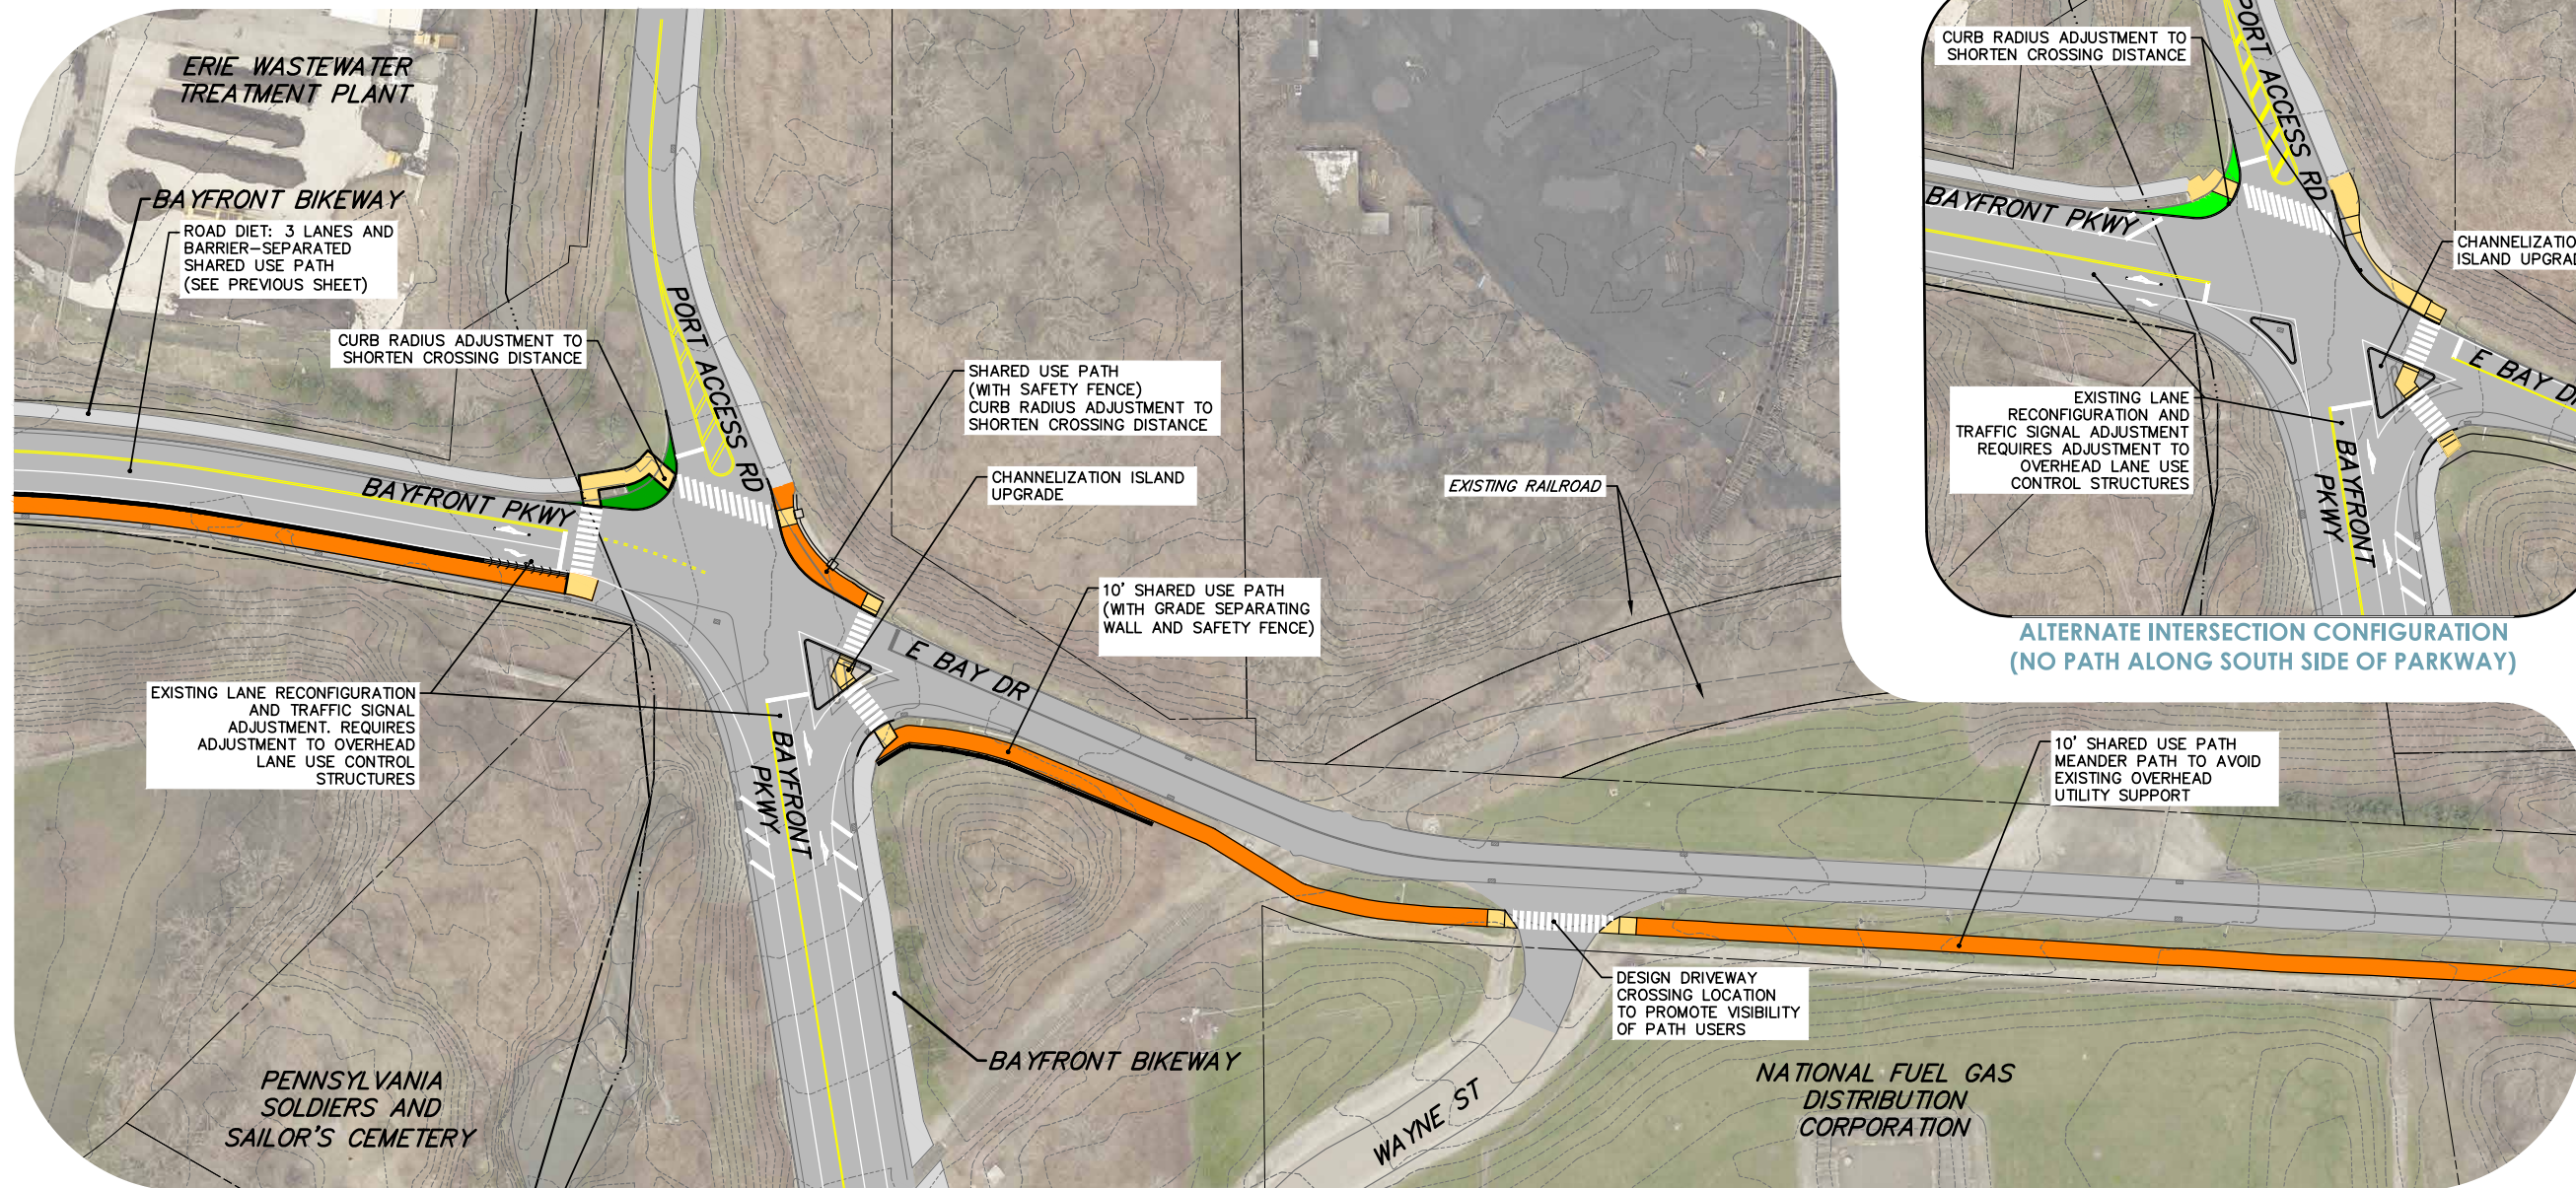 ERIE WASTEWATER
TREATMENT PLANT
BAYFRONT BIKEWAY
ROAD DIET: 3 LANES AND
BARRIER-SEPARATED
SHARED USE PATH
(SEE PREVIOUS SHEET)
CURB RADIUS ADJUSTMENT TO
SHORTEN CROSSING DISTANCE
PORT ACCESS RD
BAYFRONT PKWY
SHARED USE PATH
(WITH SAFETY FENCE)
CURB RADIUS ADJUSTMENT TO
SHORTEN CROSSING DISTANCE
CHANNELIZATION ISLAND
UPGRADE
EXISTING RAILROAD
10' SHARED USE PATH
(WITH GRADE SEPARATING
WALL AND SAFETY FENCE)
E BAY DR
EXISTING LANE RECONFIGURATION
AND TRAFFIC SIGNAL
ADJUSTMENT. REQUIRES
ADJUSTMENT TO OVERHEAD
LANE USE CONTROL
STRUCTURES
BAYFRONT
PKWY
10' SHARED USE PATH
MEANDER PATH TO AVOID
EXISTING OVERHEAD
UTILITY SUPPORT
DESIGN DRIVEWAY
CROSSING LOCATION
TO PROMOTE VISIBILITY
OF PATH USERS
BAYFRONT BIKEWAY
WAYNE ST
NATIONAL FUEL GAS
DISTRIBUTION
CORPORATION
PENNSYLVANIA
SOLDIERS AND
SAILOR'S CEMETERY
CURB RADIUS ADJUSTMENT TO
SHORTEN CROSSING DISTANCE
PORT ACCESS RD
BAYFRONT PKWY
CHANNELIZATIO
ISLAND UPGRAD
E BAY DR
EXISTING LANE
RECONFIGURATION AND
TRAFFIC SIGNAL ADJUSTMENT
REQUIRES ADJUSTMENT TO
OVERHEAD LANE USE
CONTROL STRUCTURES
BAYFRONT
PKWY
ALTERNATE INTERSECTION CONFIGURATION
(NO PATH ALONG SOUTH SIDE OF PARKWAY)